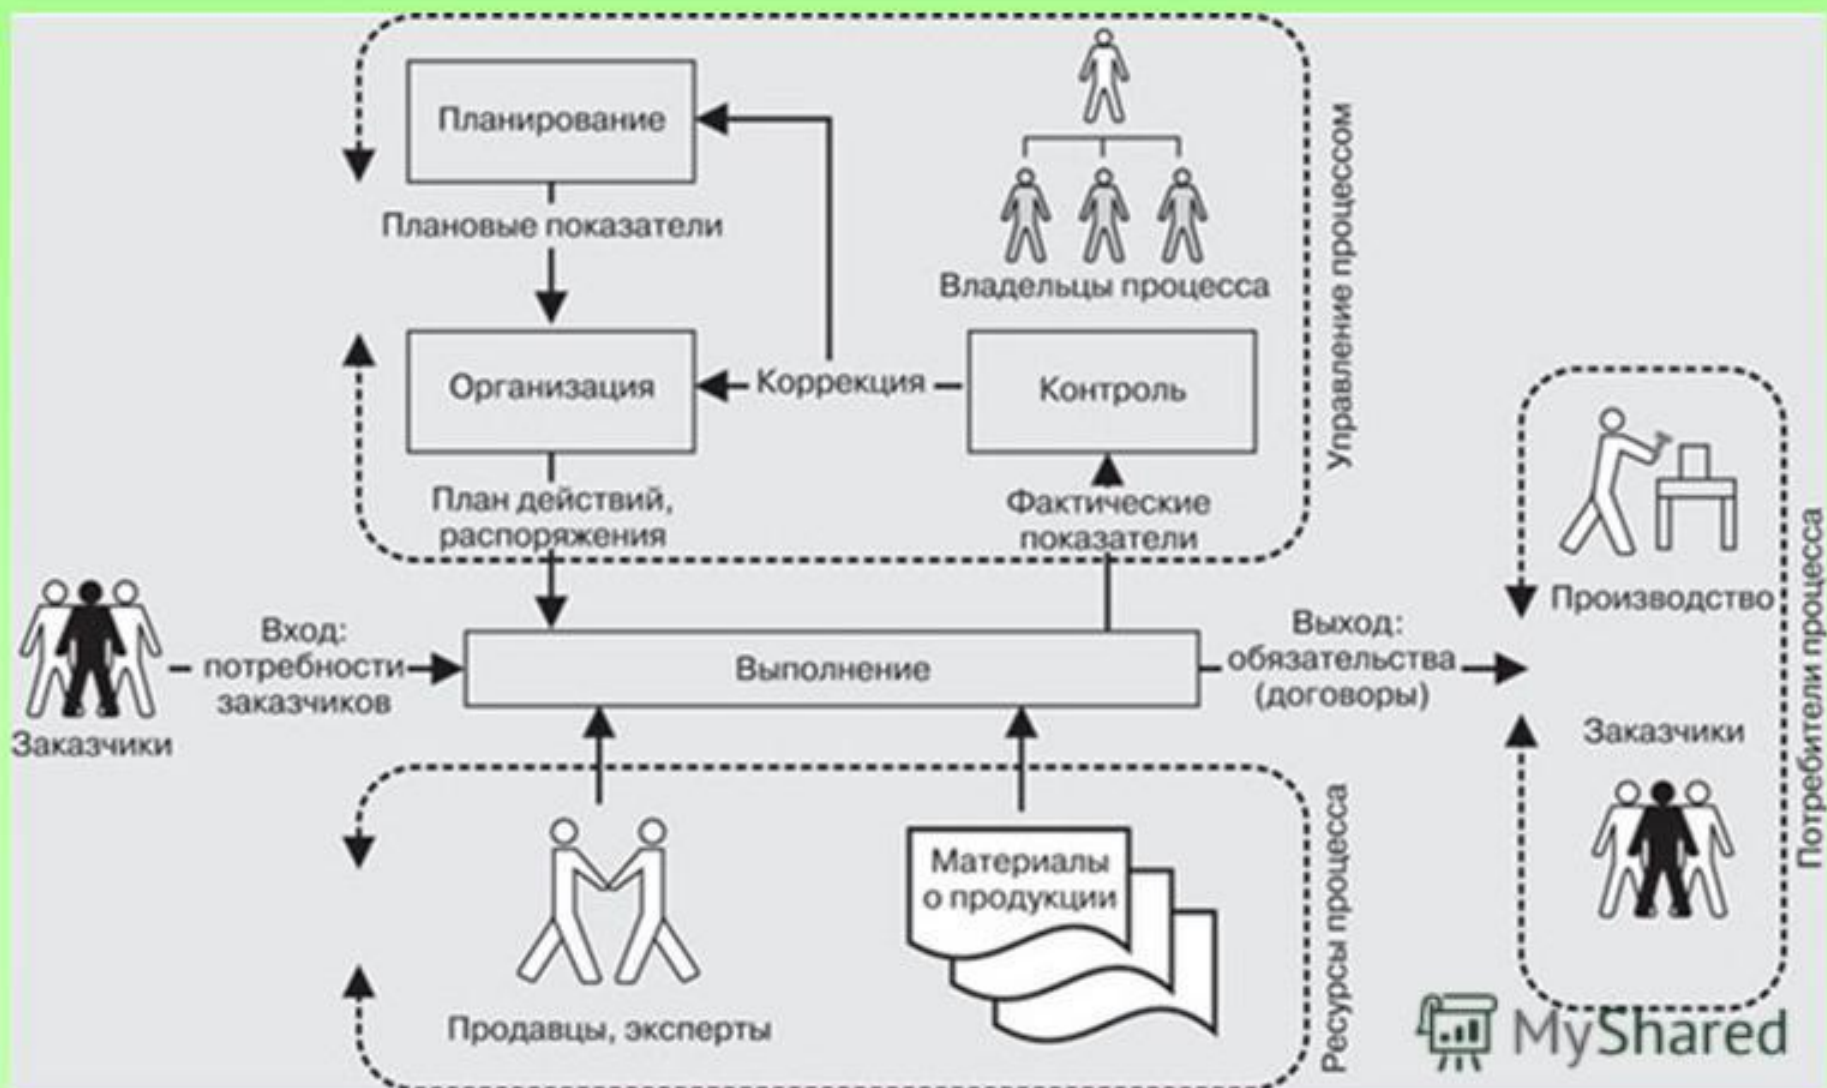 Планирование
Плановые показатели
Владельцы процесса
Управление процессом
Организация
Коррекция
Контроль
План действий,
распоряжения
Фактические
показатели
Производство
Заказчики
Вход:
потребности
заказчиков
Выполнение
Выход:
обязательства
(договоры)
Заказчики
Потребители процесса
Материалы
о продукции
Продавцы, эксперты
Ресурсы процесса
MyShared